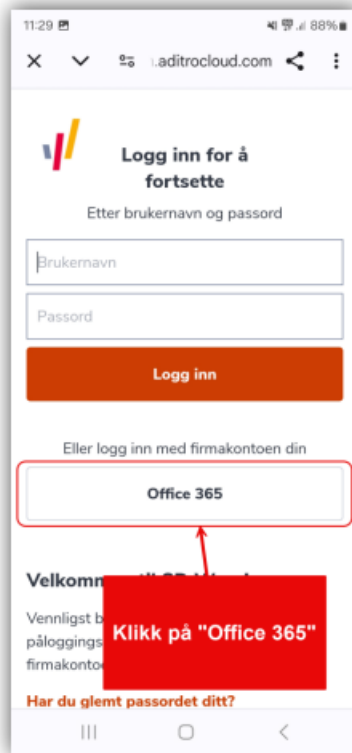 11:29
88%
.aditrocloud.com
Logg inn for å
fortsette
Etter brukernavn og passord
Brukernavn
Passord
Logg inn
Eller logg inn med firmakontoen din
Office 365
Velkomm
Vennligst b
påloggings
firmakonto
Klikk på "Office 365"
Har du glemt passordet ditt?